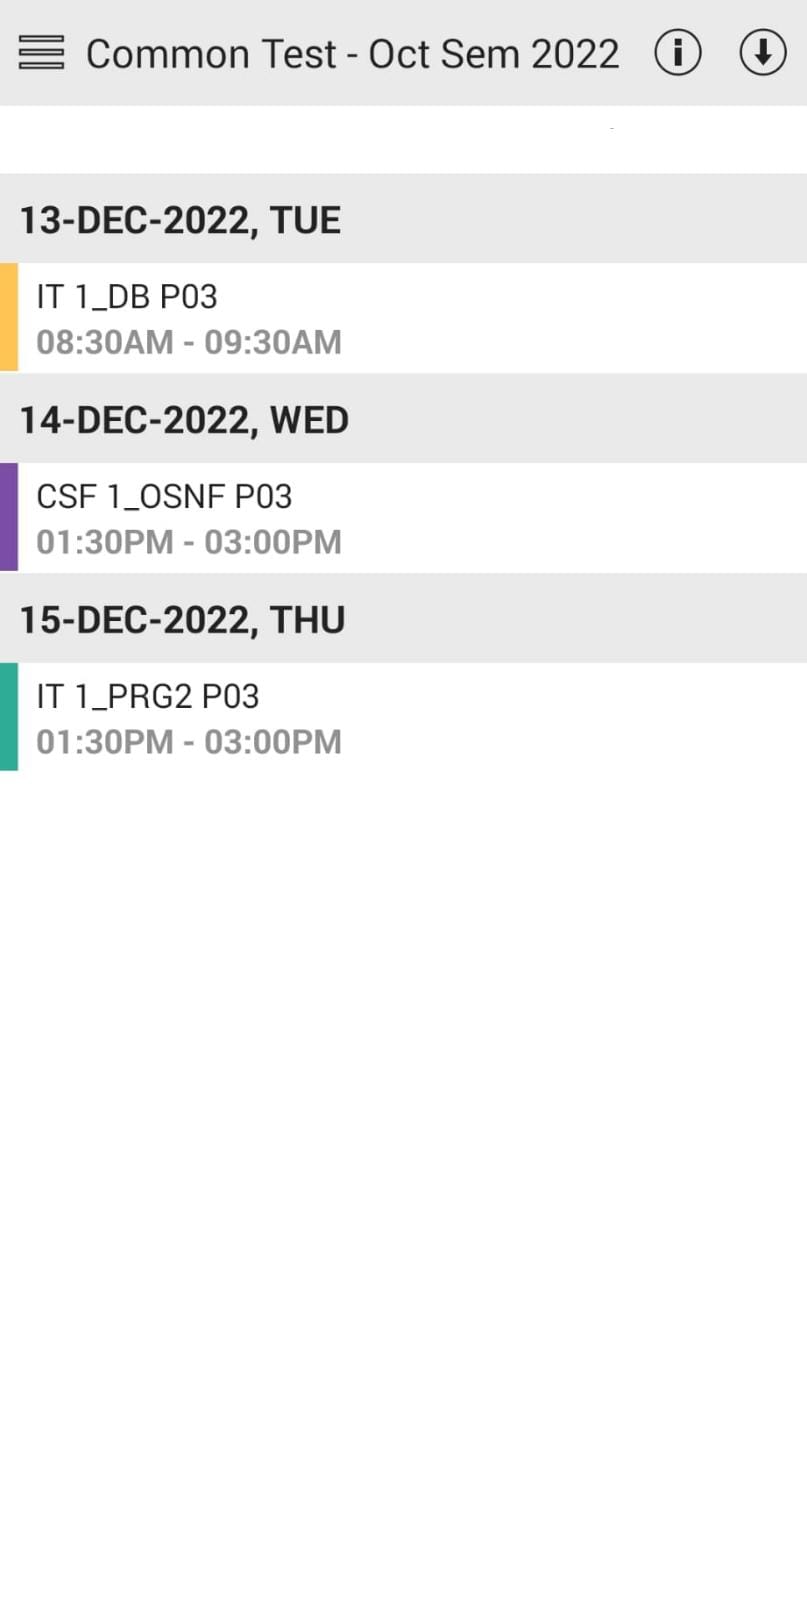 Common Test - Oct Sem 2022
13-DEC-2022, TUE
IT 1_DB P03
08:30AM - 09:30AM
14-DEC-2022, WED
CSF 1_OSNF P03
01:30PM - 03:00PM
15-DEC-2022, THU
IT 1_PRG2 P03
01:30PM - 03:00PM